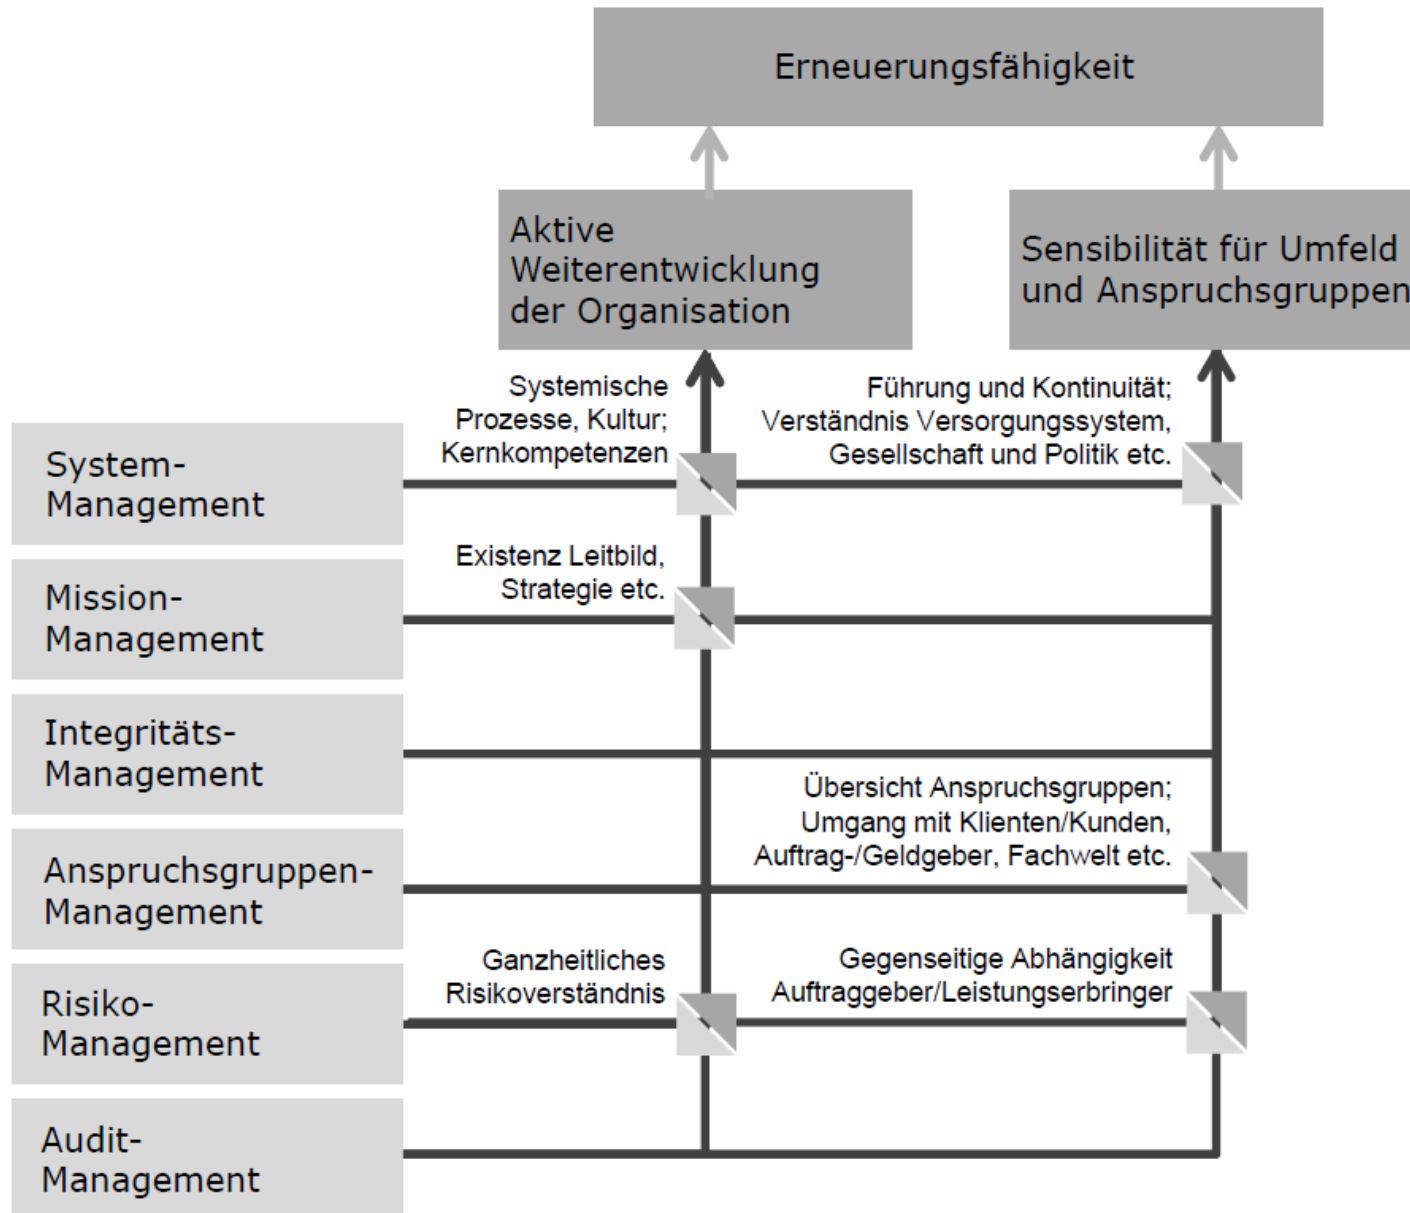 Erneuerungsfähigkeit
Aktive
Weiterentwicklung
der Organisation
Sensibilität für Umfeld
und Anspruchsgruppen
Systemische
Prozesse, Kultur;
Kernkompetenzen
Führung und Kontinuität;
Verständnis Versorgungssystem,
Gesellschaft und Politik etc.
System-
Management
Existenz Leitbild,
Strategie etc.
Mission-
Management
Integritäts-
Management
Übersicht Anspruchsgruppen;
Umgang mit Klienten/Kunden,
Auftrag-/Geldgeber, Fachwelt etc.
Anspruchsgruppen-
Management
Ganzheitliches
Risikoverständnis
Gegenseitige Abhängigkeit
Auftraggeber/Leistungserbringer
Risiko-
Management
Audit-
Management